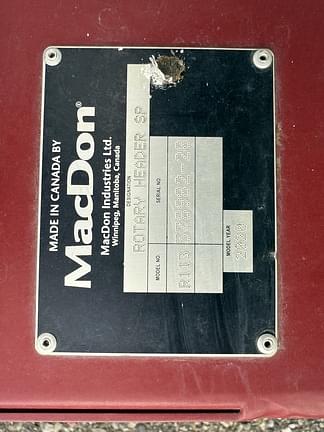 MADE IN CANADA BY
MacDon®
MacDon Industries Ltd.
Winnipeg, Manitoba, Canada
DESIGNATION
ROTARY HEADER SP
MODEL NO.
SERIAL NO.
R113
MODEL YEAR
2020